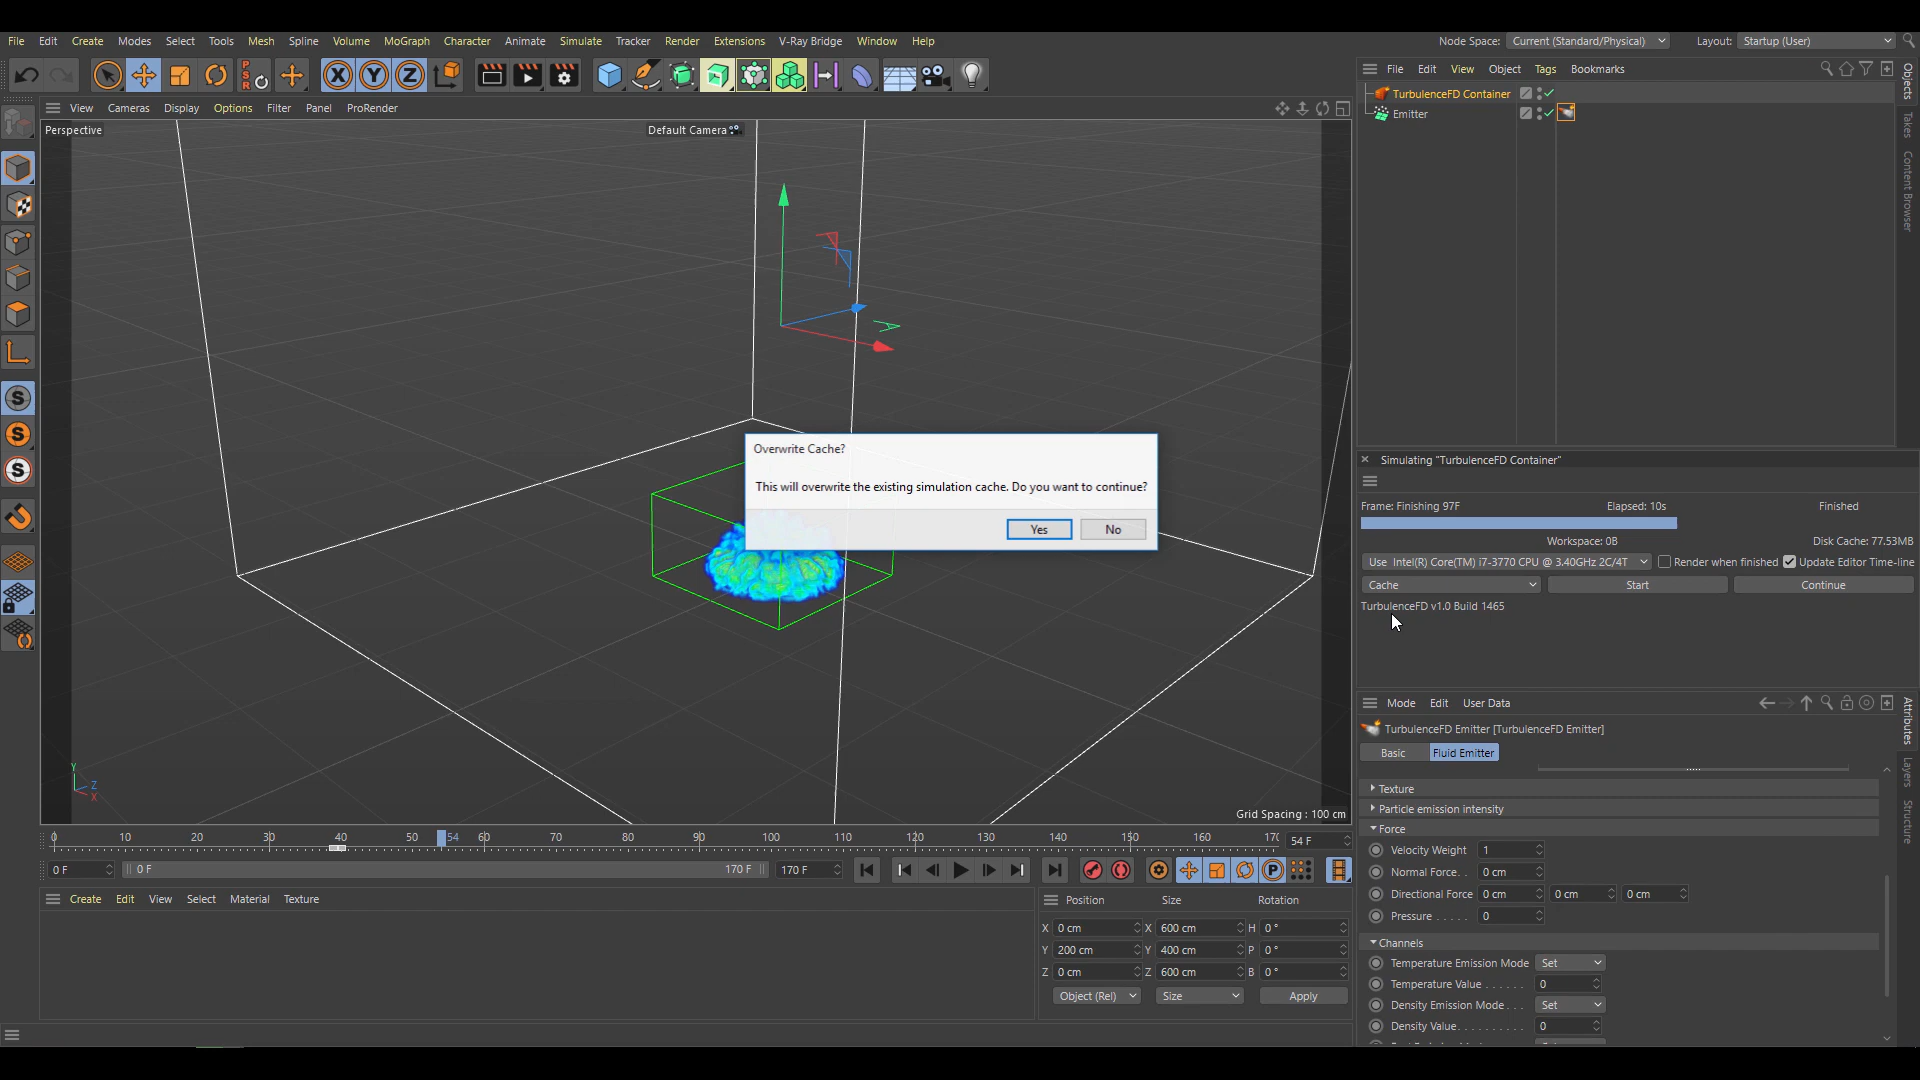 File Edit Create Modes Select Tools Mesh Spline Volume MoGraph Character Animate Simulate Tracker Render Extensions V-Ray Bridge Window Help
Node Space: Current (Standard/Physical) Layout: Startup (User)
PSR X Y Z
File Edit View Object Tags Bookmarks
TurbulenceFD Container
Emitter
Objects
Takes
Content Browser
View Cameras Display Options Filter Panel ProRender
Perspective
Default Camera
S
S
S
Overwrite Cache?
This will overwrite the existing simulation cache. Do you want to continue?
Yes No
Y
Z
X
Grid Spacing : 100 cm
Simulating "TurbulenceFD Container"
Frame: Finishing 97F Elapsed: 10s Finished
Workspace: 0B Disk Cache: 77.53MB
Use Intel(R) Core(TM) i7-3770 CPU @ 3.40GHz 2C/4T Render when finished Update Editor Time-line
Cache Start Continue
TurbulenceFD v1.0 Build 1465
Mode Edit User Data
TurbulenceFD Emitter [TurbulenceFD Emitter]
Basic Fluid Emitter
Texture
Particle emission intensity
Force
Velocity Weight 1
Normal Force. . 0 cm
Directional Force 0 cm 0 cm 0 cm
Pressure . . . . . 0
Channels
Temperature Emission Mode Set
Temperature Value . . . . . . 0
Density Emission Mode. . . Set
Density Value. . . . . . . . . . 0
Attributes
Layers
Structure
0 10 20 30 40 50 54 60 70 80 90 100 110 120 130 140 150 160 170 54 F
0 F 0 F 170 F 170 F
P
Create Edit View Select Material Texture
Position Size Rotation
X 0 cm X 600 cm H 0 °
Y 200 cm Y 400 cm P 0 °
Z 0 cm Z 600 cm B 0 °
Object (Rel) Size Apply